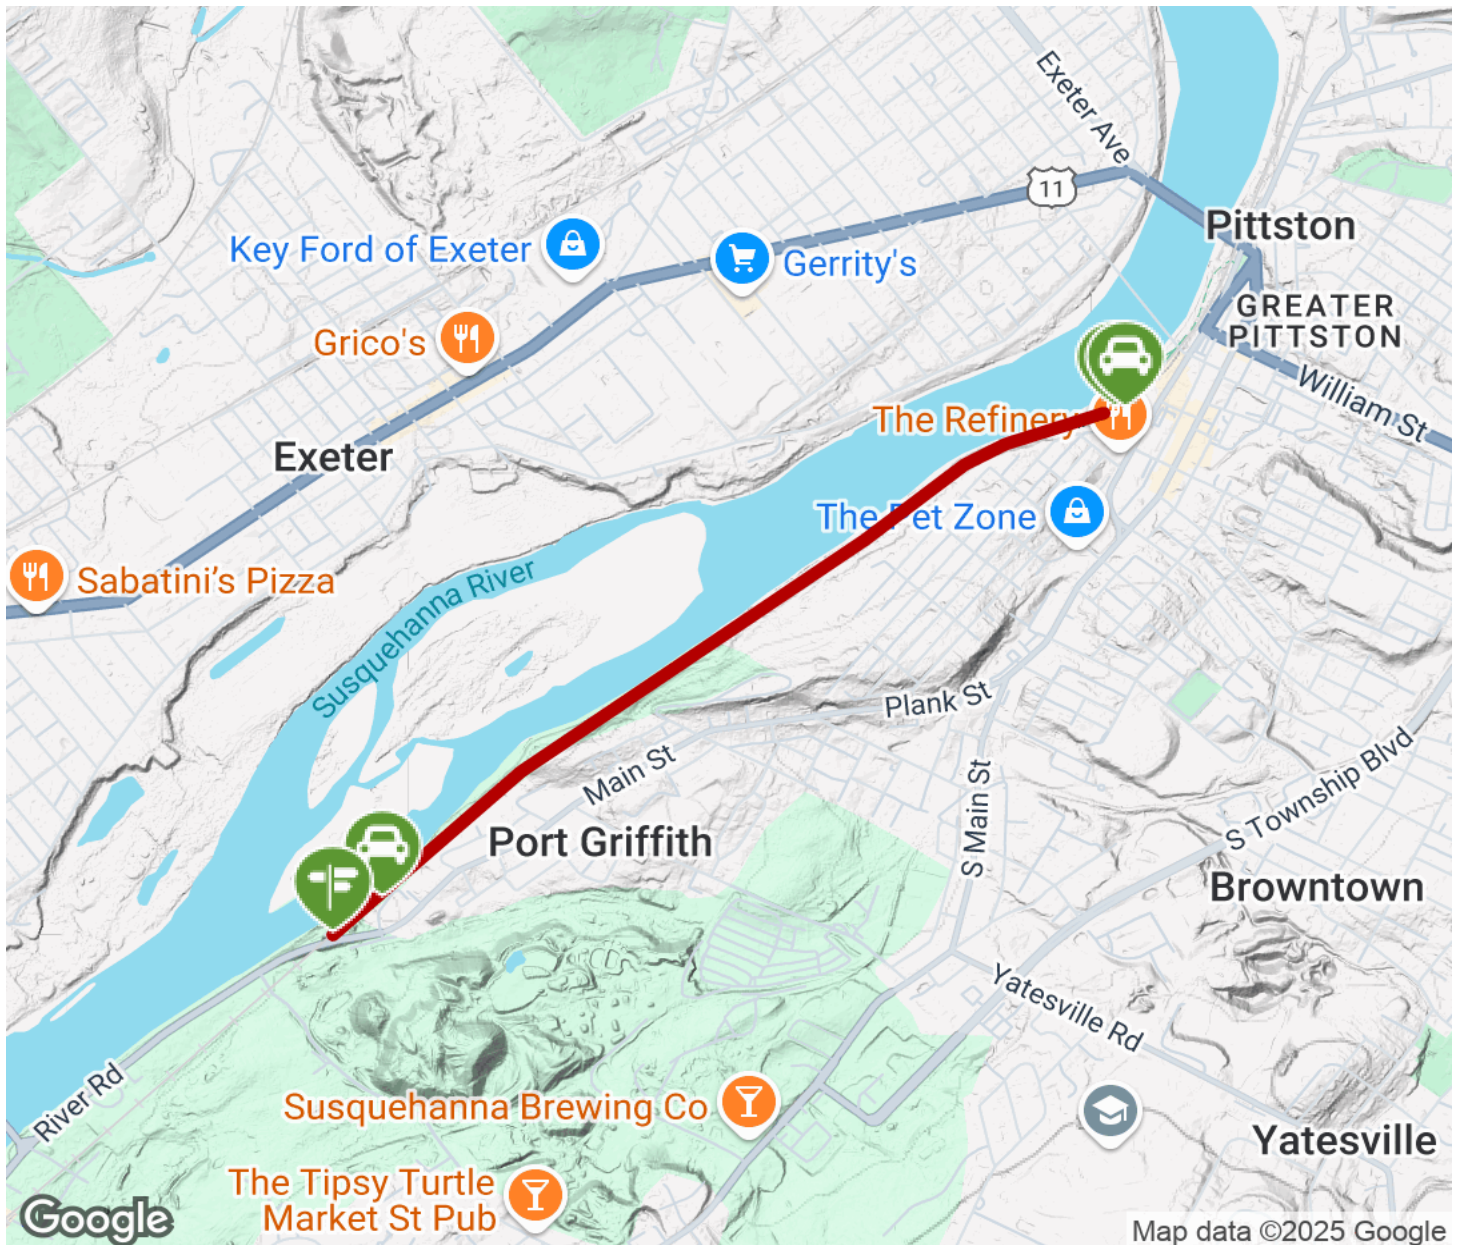 Exeter Ave
11
Pittston
Key Ford of Exeter
Gerrity's
GREATER
PITTSTON
Grico's
William St
The Refinery
Exeter
The Pet Zone
Sabatini's Pizza
Susquehanna River
Plank St
Main St
S Main St
S Township Blvd
Port Griffith
Browntown
Yatesville Rd
River Rd
Susquehanna Brewing Co
Yatesville
The Tipsy Turtle
Market St Pub
Google
Map data ©2025 Google